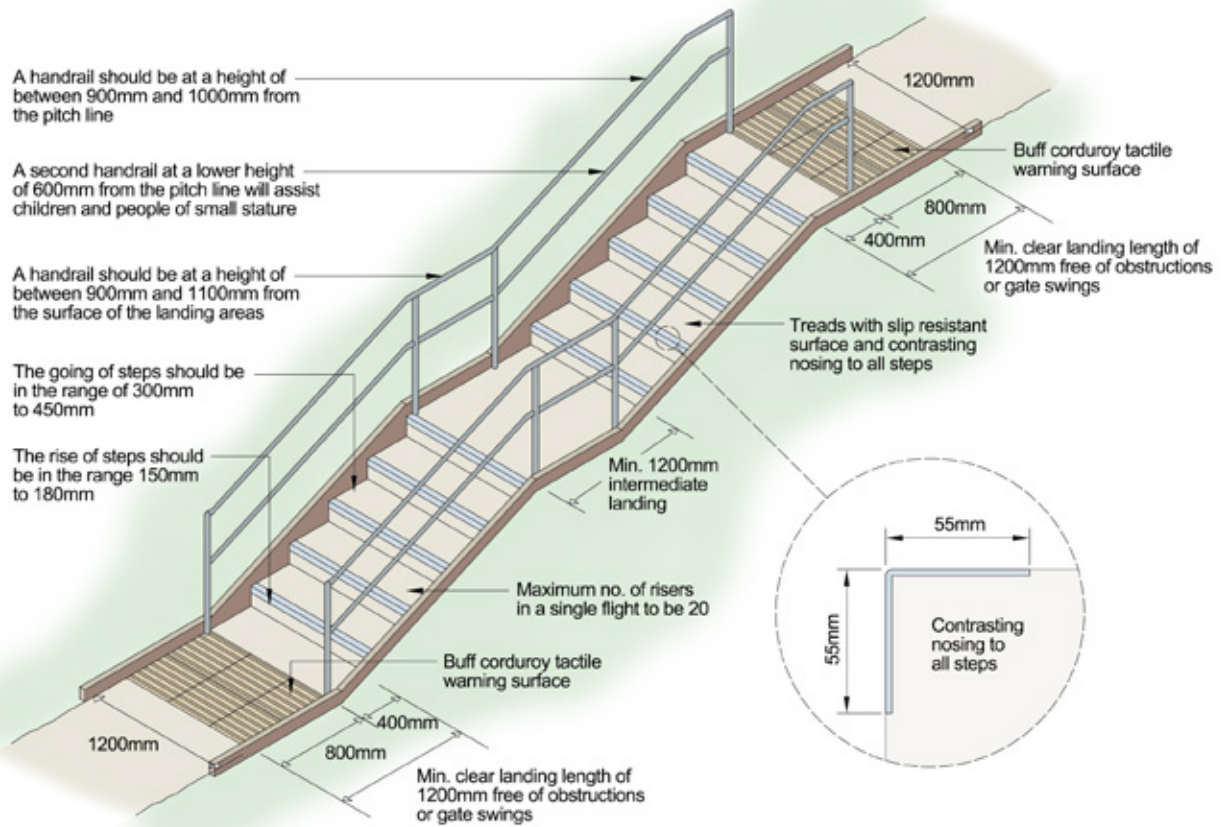 A handrail should be at a height of
between 900mm and 1000mm from
the pitch line
A second handrail at a lower height
of 600mm from the pitch line will assist
children and people of small stature
A handrail should be at a height of
between 900mm and 1100mm from
the surface of the landing areas
The going of steps should be
in the range of 300mm
to 450mm
The rise of steps should
be in the range 150mm
to 180mm
1200mm
Buff corduroy tactile
warning surface
800mm
400mm
Min. clear landing length of
1200mm free of obstructions
or gate swings
Treads with slip resistant
surface and contrasting
nosing to all steps
Min. 1200mm
intermediate
landing
Maximum no. of risers
in a single flight to be 20
Buff corduroy tactile
warning surface
400mm
800mm
1200mm
Min. clear landing length of
1200mm free of obstructions
or gate swings
55mm
55mm
Contrasting
nosing to
all steps